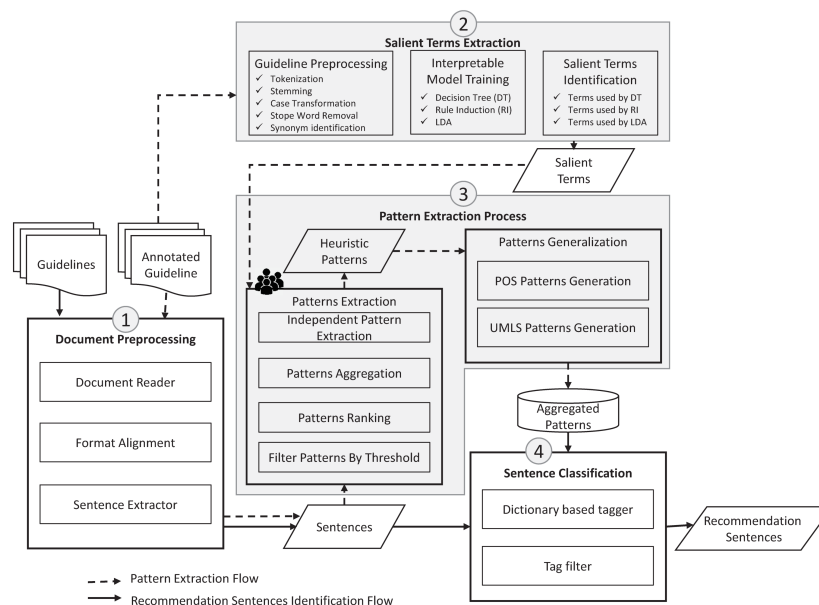 2
Salient Terms Extraction
Guideline Preprocessing
✓ Tokenization
✓ Stemming
✓ Case Transformation
✓ Stope Word Removal
✓ Synonym identification
Interpretable
Model Training
✓ Decision Tree (DT)
✓ Rule Induction (RI)
✓ LDA
Salient Terms
Identification
✓ Terms used by DT
✓ Terms used by RI
✓ Terms used by LDA
Salient
Terms
3
Pattern Extraction Process
Guidelines
Annotated
Guideline
Heuristic
Patterns
Patterns Generalization
POS Patterns Generation
UMLS Patterns Generation
1
Document Preprocessing
Document Reader
Format Alignment
Sentence Extractor
Patterns Extraction
Independent Pattern
Extraction
Patterns Aggregation
Patterns Ranking
Filter Patterns By Threshold
Aggregated
Patterns
4
Sentence Classification
Dictionary based tagger
Tag filter
Sentences
Recommendation
Sentences
Pattern Extraction Flow
Recommendation Sentences Identification Flow